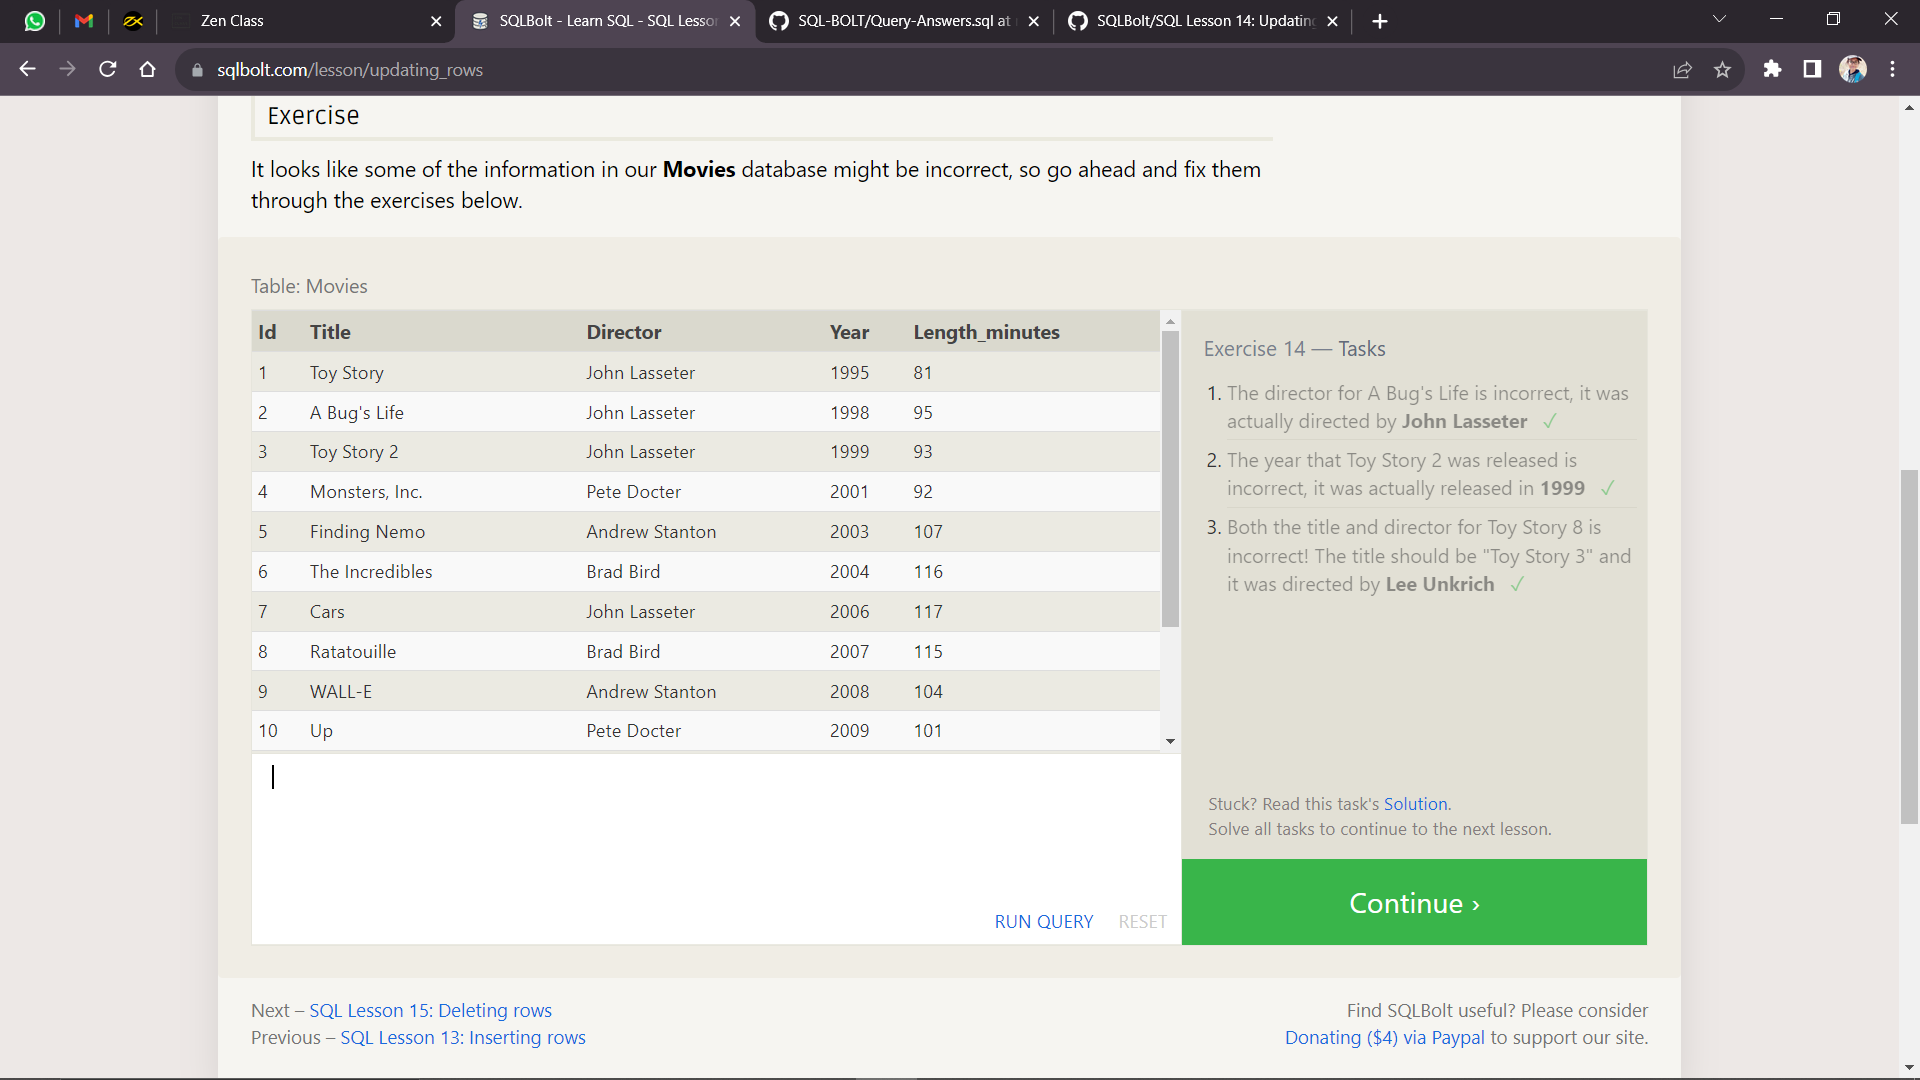 Zen Class
SQLBolt - Learn SQL - SQL Lesson
SQL-BOLT/Query-Answers.sql at
SQLBolt/SQL Lesson 14: Updating
sqlbolt.com/lesson/updating_rows
Exercise
It looks like some of the information in our Movies database might be incorrect, so go ahead and fix them
through the exercises below.
Table: Movies
Id Title Director Year Length_minutes
1 Toy Story John Lasseter 1995 81
2 A Bug's Life John Lasseter 1998 95
3 Toy Story 2 John Lasseter 1999 93
4 Monsters, Inc. Pete Docter 2001 92
5 Finding Nemo Andrew Stanton 2003 107
6 The Incredibles Brad Bird 2004 116
7 Cars John Lasseter 2006 117
8 Ratatouille Brad Bird 2007 115
9 WALL-E Andrew Stanton 2008 104
10 Up Pete Docter 2009 101
RUN QUERY RESET
Exercise 14 — Tasks
1. The director for A Bug's Life is incorrect, it was
actually directed by John Lasseter ✓
2. The year that Toy Story 2 was released is
incorrect, it was actually released in 1999 ✓
3. Both the title and director for Toy Story 8 is
incorrect! The title should be "Toy Story 3" and
it was directed by Lee Unkrich ✓
Stuck? Read this task's Solution.
Solve all tasks to continue to the next lesson.
Continue ›
Next – SQL Lesson 15: Deleting rows
Previous – SQL Lesson 13: Inserting rows
Find SQLBolt useful? Please consider
Donating ($4) via Paypal to support our site.